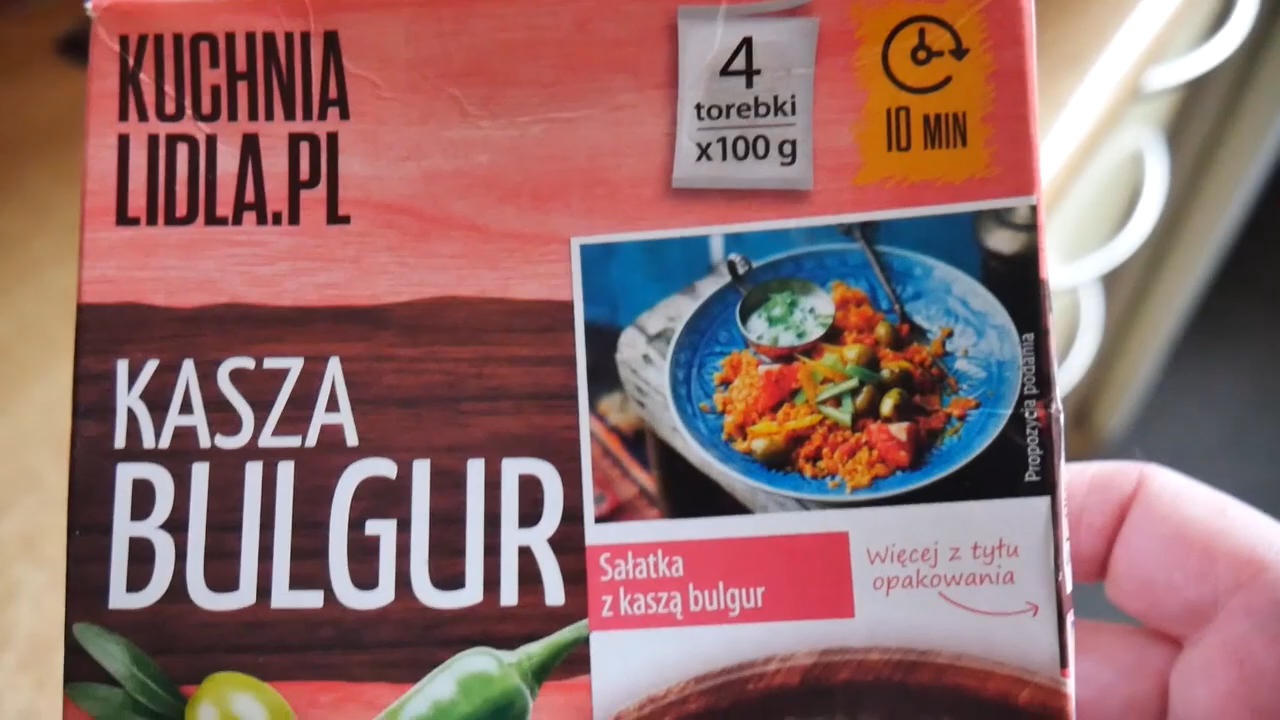 KUCHNIA
LIDLA.PL
4
torebki
x100 g
10 MIN
KASZA
BULGUR
Propozycja podania
Sałatka
z kaszą bulgur
Więcej z tyłu
opakowania